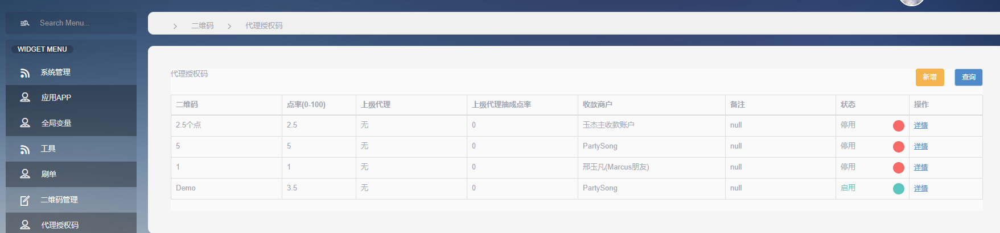 Search Menu...
二维码 代理授权码
WIDGET MENU
系统管理
应用APP
全局变量
工具
刷单
二维码管理
代理授权码
代理授权码 新增 查询
二维码 点率(0-100) 上级代理 上级代理抽成点率 收款商户 备注 状态 操作
2.5个点 2.5 无 0 玉杰主收款账户 null 停用 详情
5 5 无 0 PartySong null 停用 详情
1 1 无 0 邢玉凡(Marcus朋友) null 停用 详情
Demo 3.5 无 0 PartySong null 启用 详情